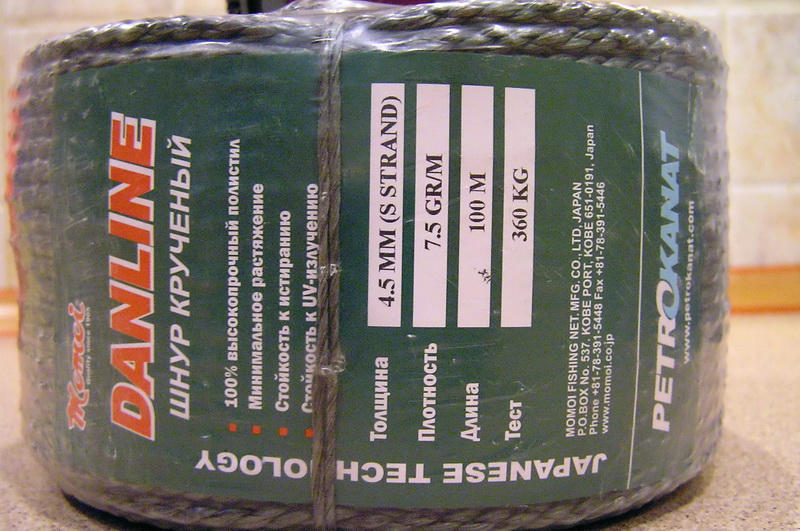 Momoi
Quality since 1905
DANLINE
ШНУР КРУЧЕНЫЙ
100% высокопрочный полистил
Минимальное растяжение
Стойкость к истиранию
Стойкость к UV-излучению
Толщина 4.5 MM (S STRAND)
Плотность 7.5 GR/M
Длина 100 M
Тест 360 KG
MOMOI FISHING NET.MFG.CO.,LTD.JAPAN
P.O.BOX No. 537. KOBE PORT, KOBE 651-0191, Japan
Phone +81-78-391-5448 Fax +81-78-391-5446
www.momoi.co.jp
PETROKANAT
www.petrokanat.com
JAPANESE TECHNOLOGY